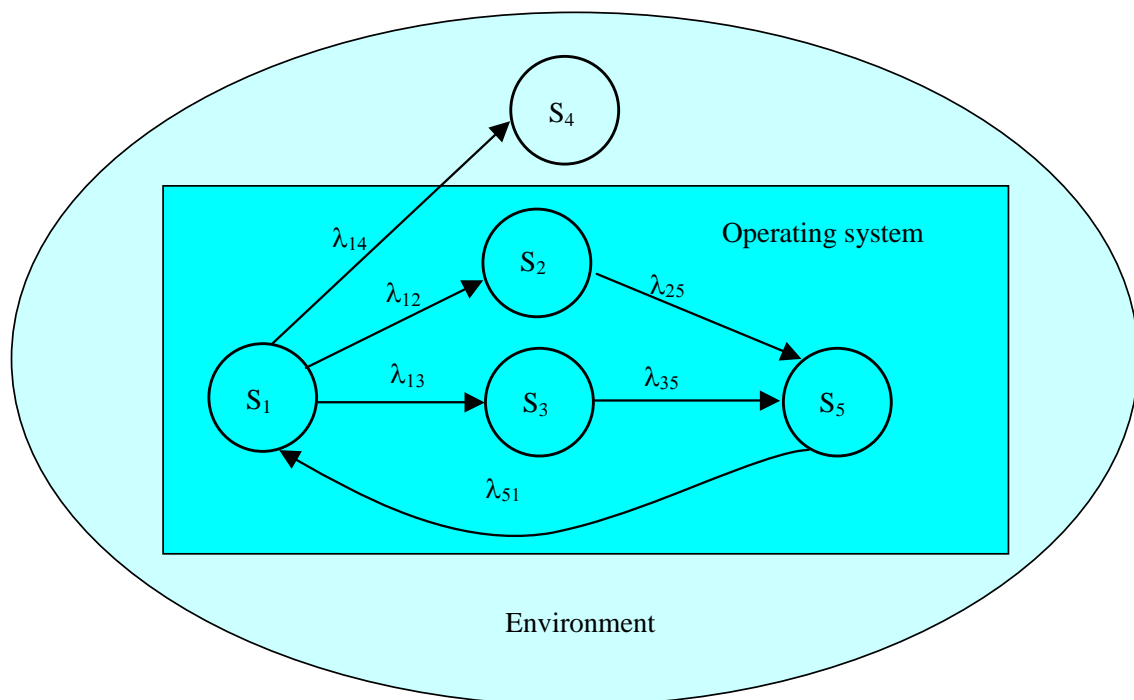 S₄
λ₁₄
Operating system
S₂
λ₁₂
λ₂₅
λ₁₃
λ₃₅
S₁
S₃
S₅
λ₅₁
Environment